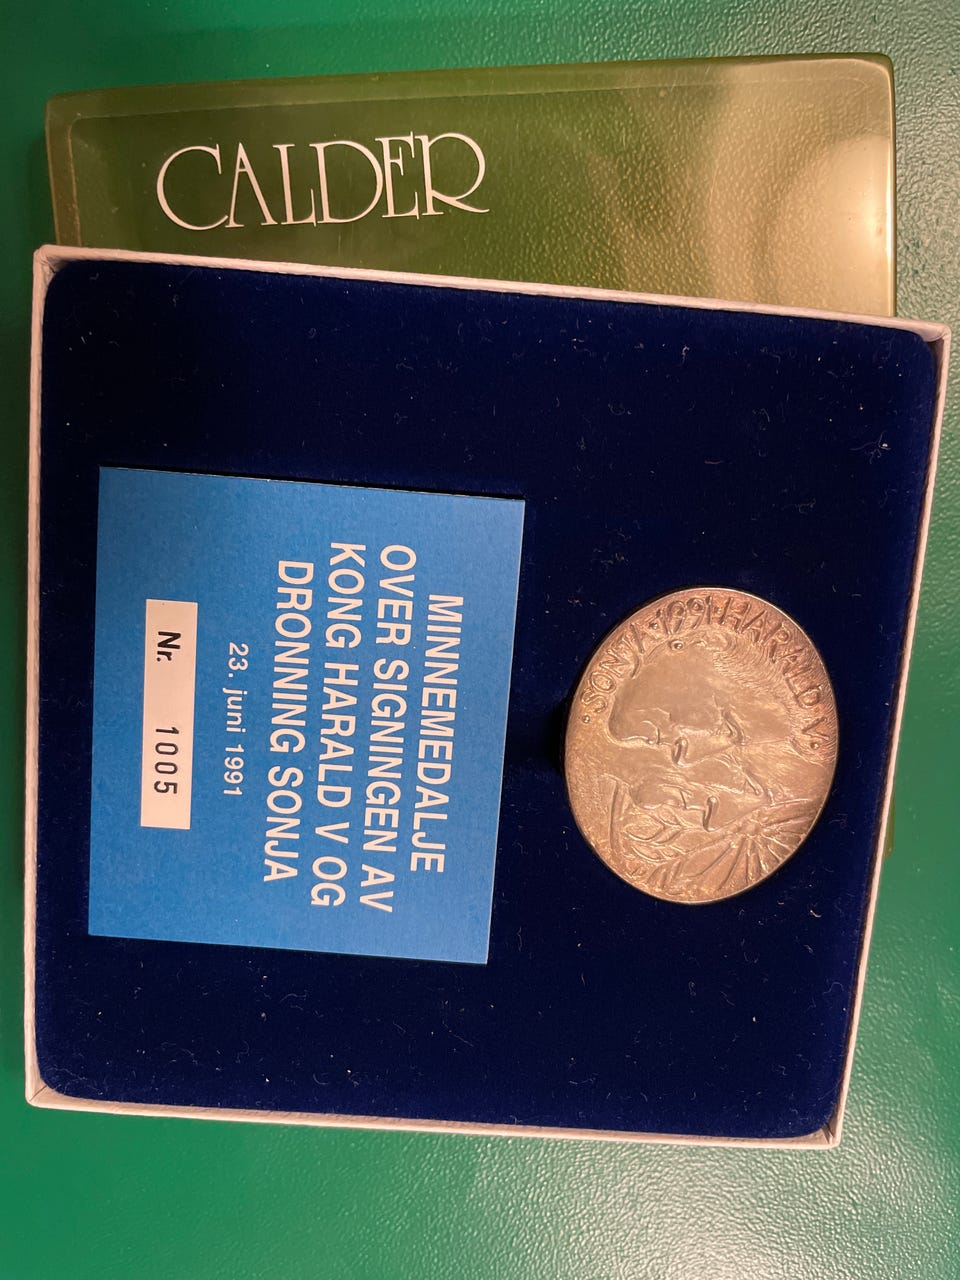 CALDER
MINNEMEDALJE
OVER SIGNINGEN AV
KONG HARALD V OG
DRONNING SONJA
23. juni 1991
Nr. 1005
·SONJA·1991·HARALD V·